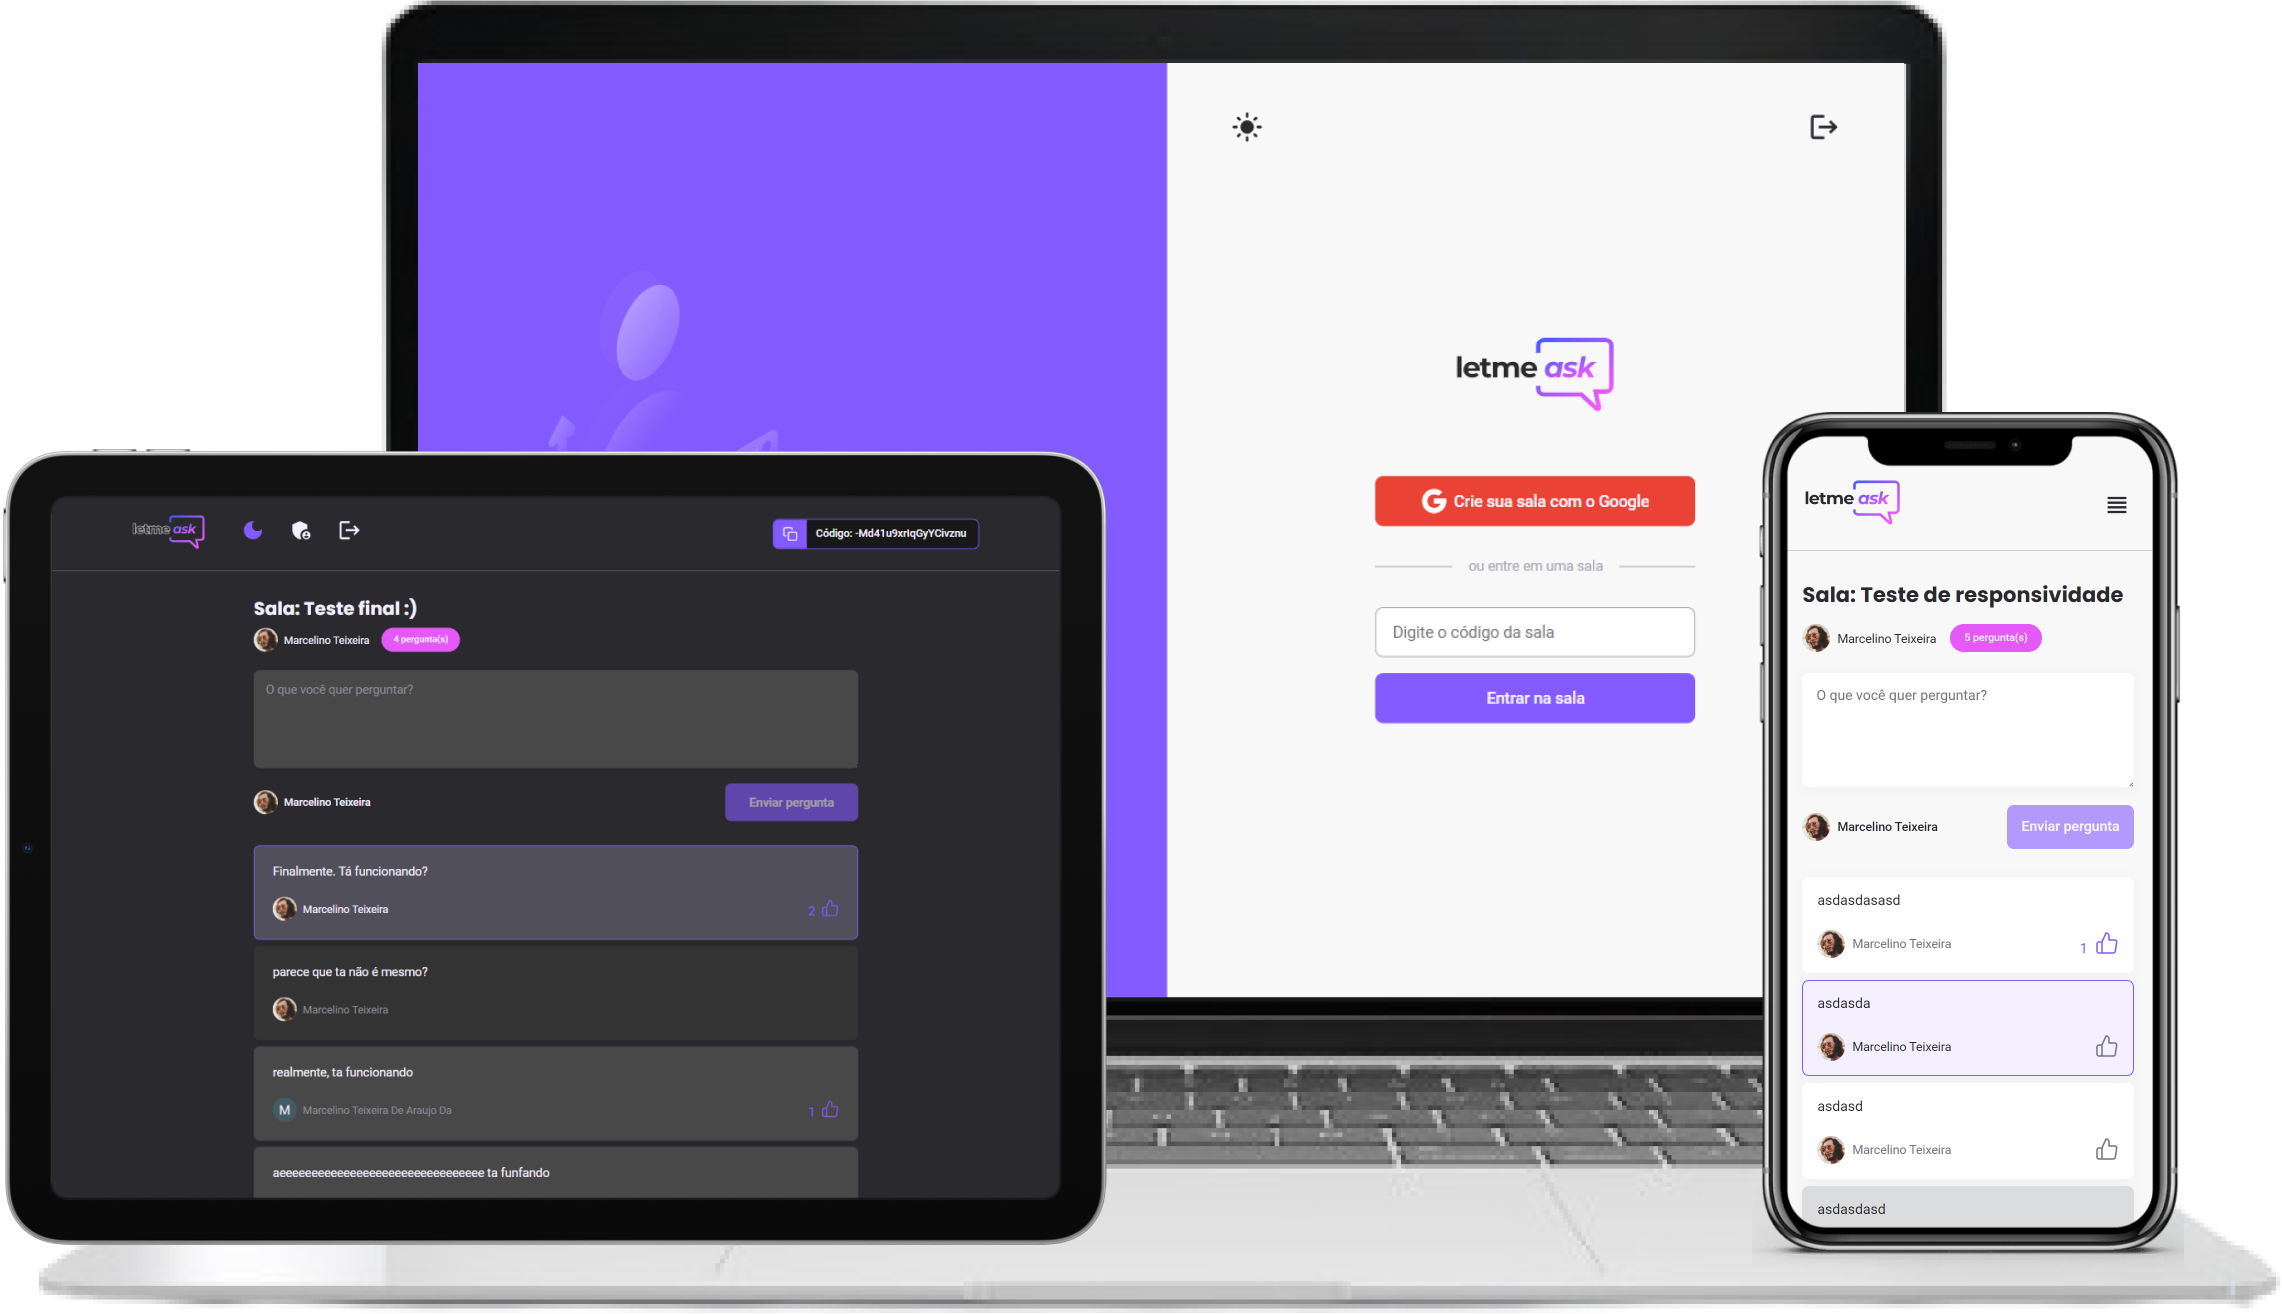 letme ask
Crie sua sala com o Google
ou entre em uma sala
Digite o código da sala
Entrar na sala
letme ask
Código: -Md41u9xrIqGyYCivznu
Sala: Teste final :)
Marcelino Teixeira
4 pergunta(s)
O que você quer perguntar?
Marcelino Teixeira
Enviar pergunta
Finalmente. Tá funcionando?
Marcelino Teixeira
2
parece que ta não é mesmo?
Marcelino Teixeira
realmente, ta funcionando
M
Marcelino Teixeira De Araujo Da
1
aeeeeeeeeeeeeeeeeeeeeeeeeeeeeeeee ta funfando
letme ask
Sala: Teste de responsividade
Marcelino Teixeira
5 pergunta(s)
O que você quer perguntar?
Marcelino Teixeira
Enviar pergunta
asdasdasasd
Marcelino Teixeira
1
asdasda
Marcelino Teixeira
asdasd
Marcelino Teixeira
asdasdasd